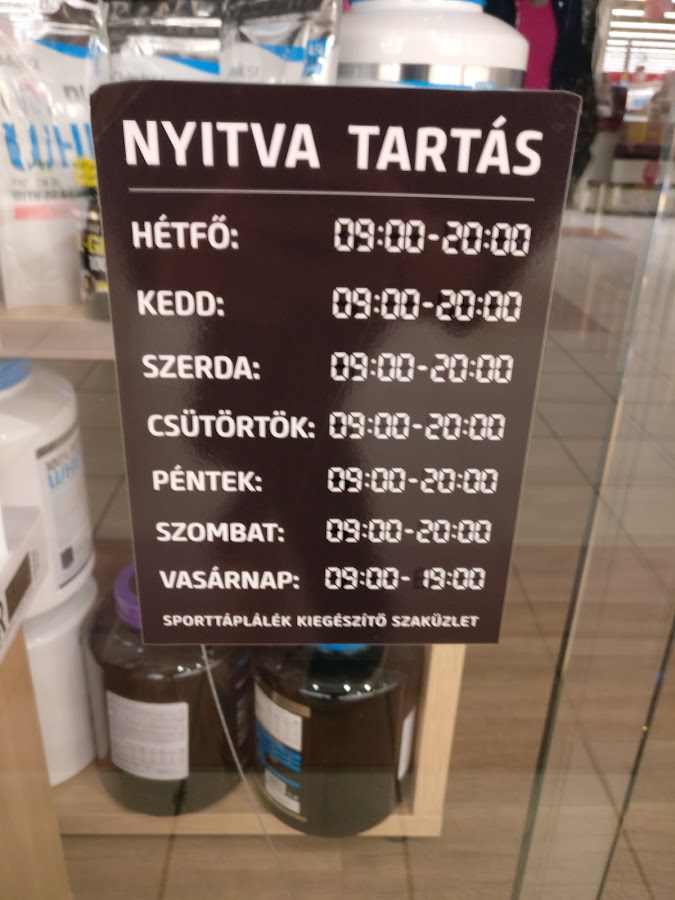 NYITVA TARTÁS
HÉTFŐ: 09:00-20:00
KEDD: 09:00-20:00
SZERDA: 09:00-20:00
CSÜTÖRTÖK: 09:00-20:00
PÉNTEK: 09:00-20:00
SZOMBAT: 09:00-20:00
VASÁRNAP: 09:00-19:00
SPORTTÁPLÁLÉK KIEGÉSZÍTŐ SZAKÜZLET